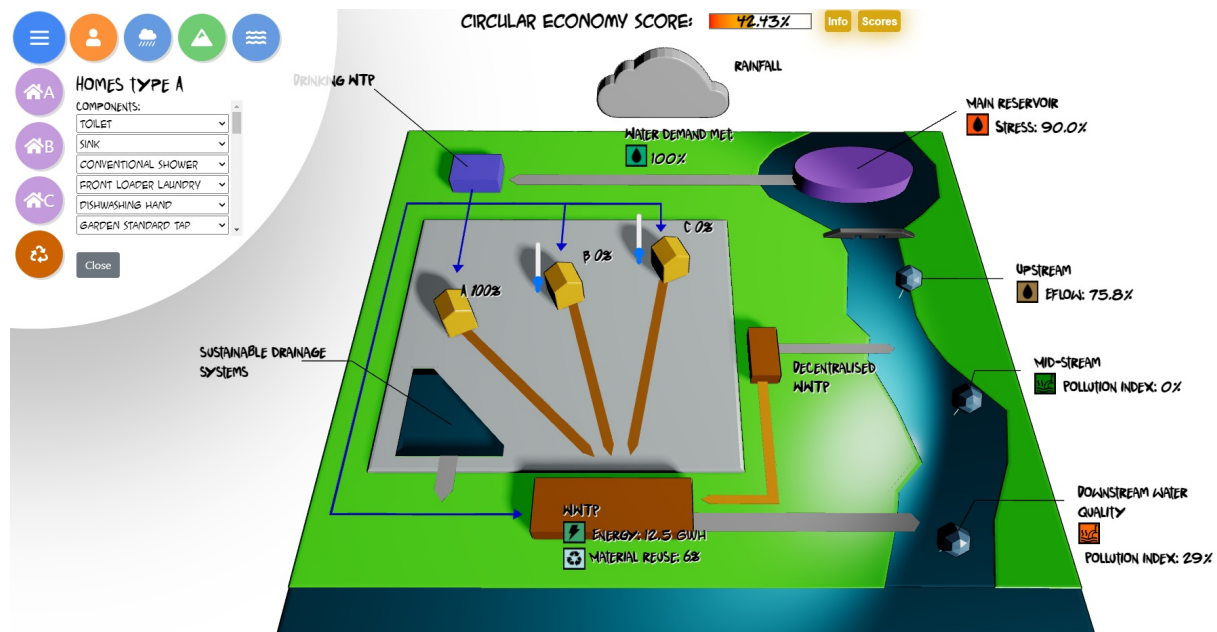 CIRCULAR ECONOMY SCORE: 42.43% Info Scores
HOMES TYPE A
COMPONENTS:
TOILET
SINK
CONVENTIONAL SHOWER
FRONT LOADER LAUNDRY
DISHWASHING HAND
GARDEN STANDARD TAP
A
B
C
Close
DRINKING WTP
RAINFALL
WATER DEMAND MET:
100%
MAIN RESERVOIR
STRESS: 90.0%
C 0%
B 0%
A 100%
UPSTREAM
EFLOW: 75.8%
SUSTAINABLE DRAINAGE
SYSTEMS
DECENTRALISED
WWTP
MID-STREAM
POLLUTION INDEX: 0%
WWTP
ENERGY: 12.5 GWH
MATERIAL REUSE: 6%
DOWNSTREAM WATER
QUALITY
POLLUTION INDEX: 29%